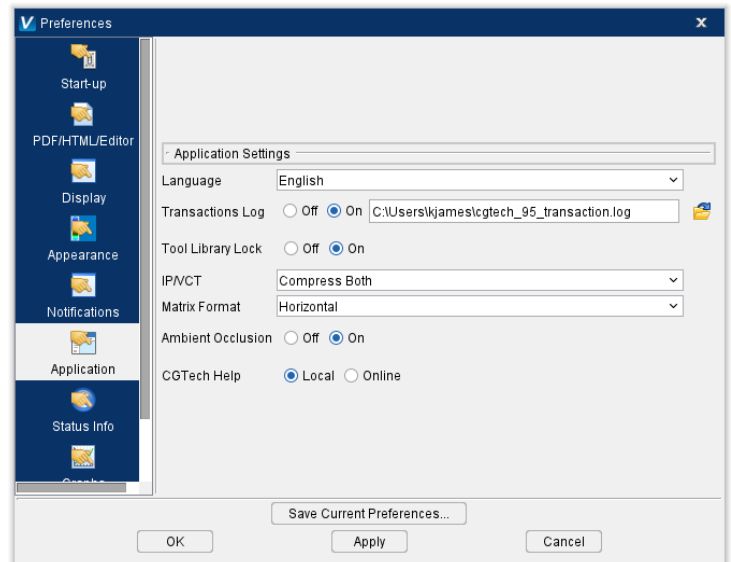 Preferences
Start-up
PDF/HTML/Editor
Display
Appearance
Notifications
Application
Status Info
Graphs
Application Settings
Language English
Transactions Log Off On C:\Users\kjames\cgtech_95_transaction.log
Tool Library Lock Off On
IP/VCT Compress Both
Matrix Format Horizontal
Ambient Occlusion Off On
CGTech Help Local Online
Save Current Preferences...
OK Apply Cancel